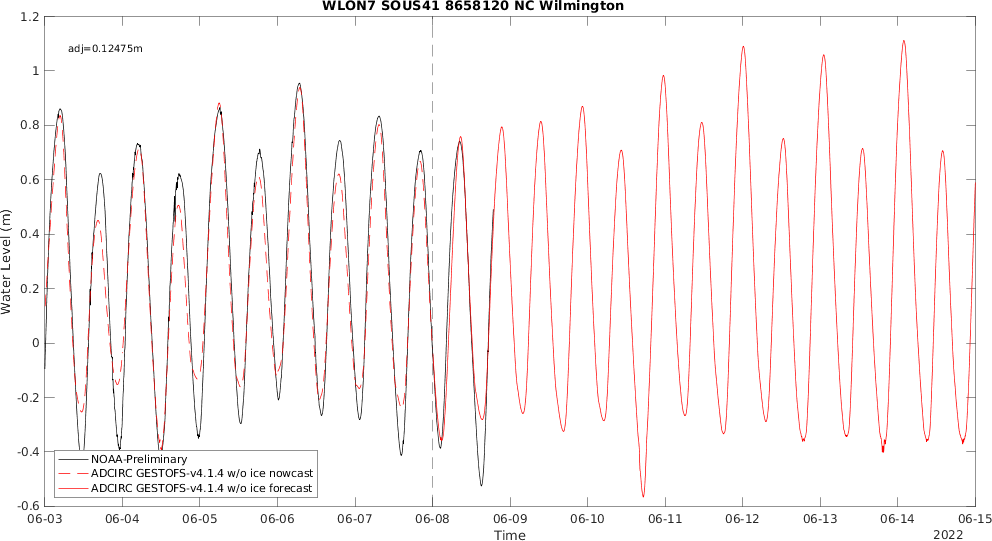 WLON7 SOUS41 8658120 NC Wilmington
1.2
adj=0.12475m
1
0.8
0.6
0.4
0.2
0
-0.2
-0.4
-0.6
Water Level (m)
NOAA-Preliminary
ADCIRC GESTOFS-v4.1.4 w/o ice nowcast
ADCIRC GESTOFS-v4.1.4 w/o ice forecast
06-03 06-04 06-05 06-06 06-07 06-08 06-09 06-10 06-11 06-12 06-13 06-14 06-15
Time
2022